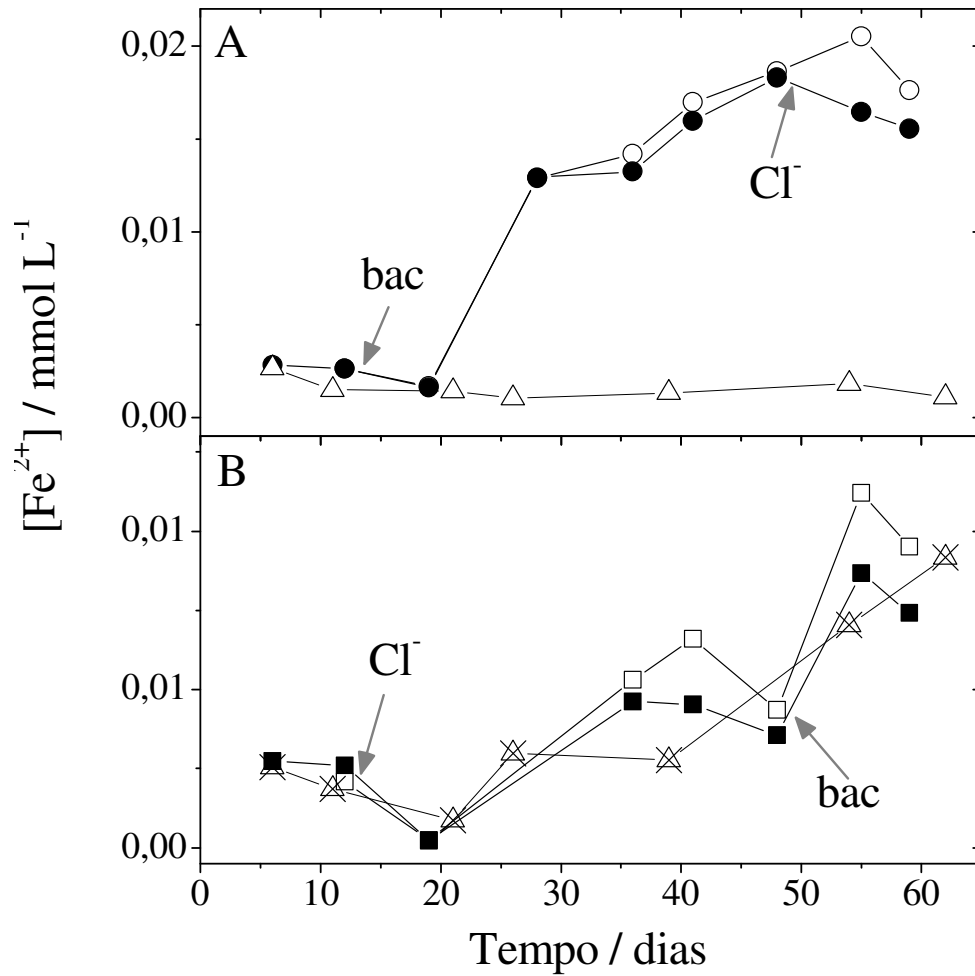 A
0,02
0,01
0,00
bac
Cl⁻
[Fe²⁺] / mmol L⁻¹
B
0,01
0,01
0,00
Cl⁻
bac
0 10 20 30 40 50 60
Tempo / dias